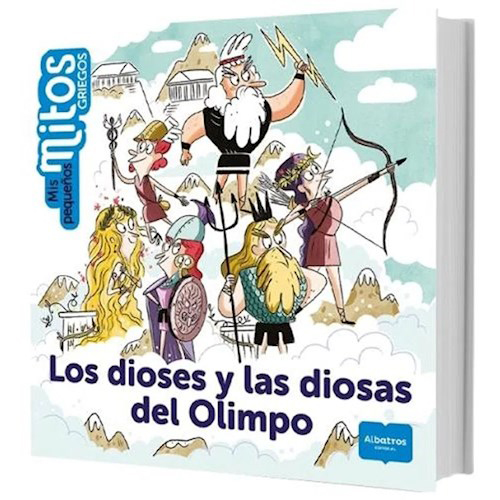 Mis
pequeños
mitos
GRIEGOS
Los dioses y las diosas
del Olimpo
Albatros